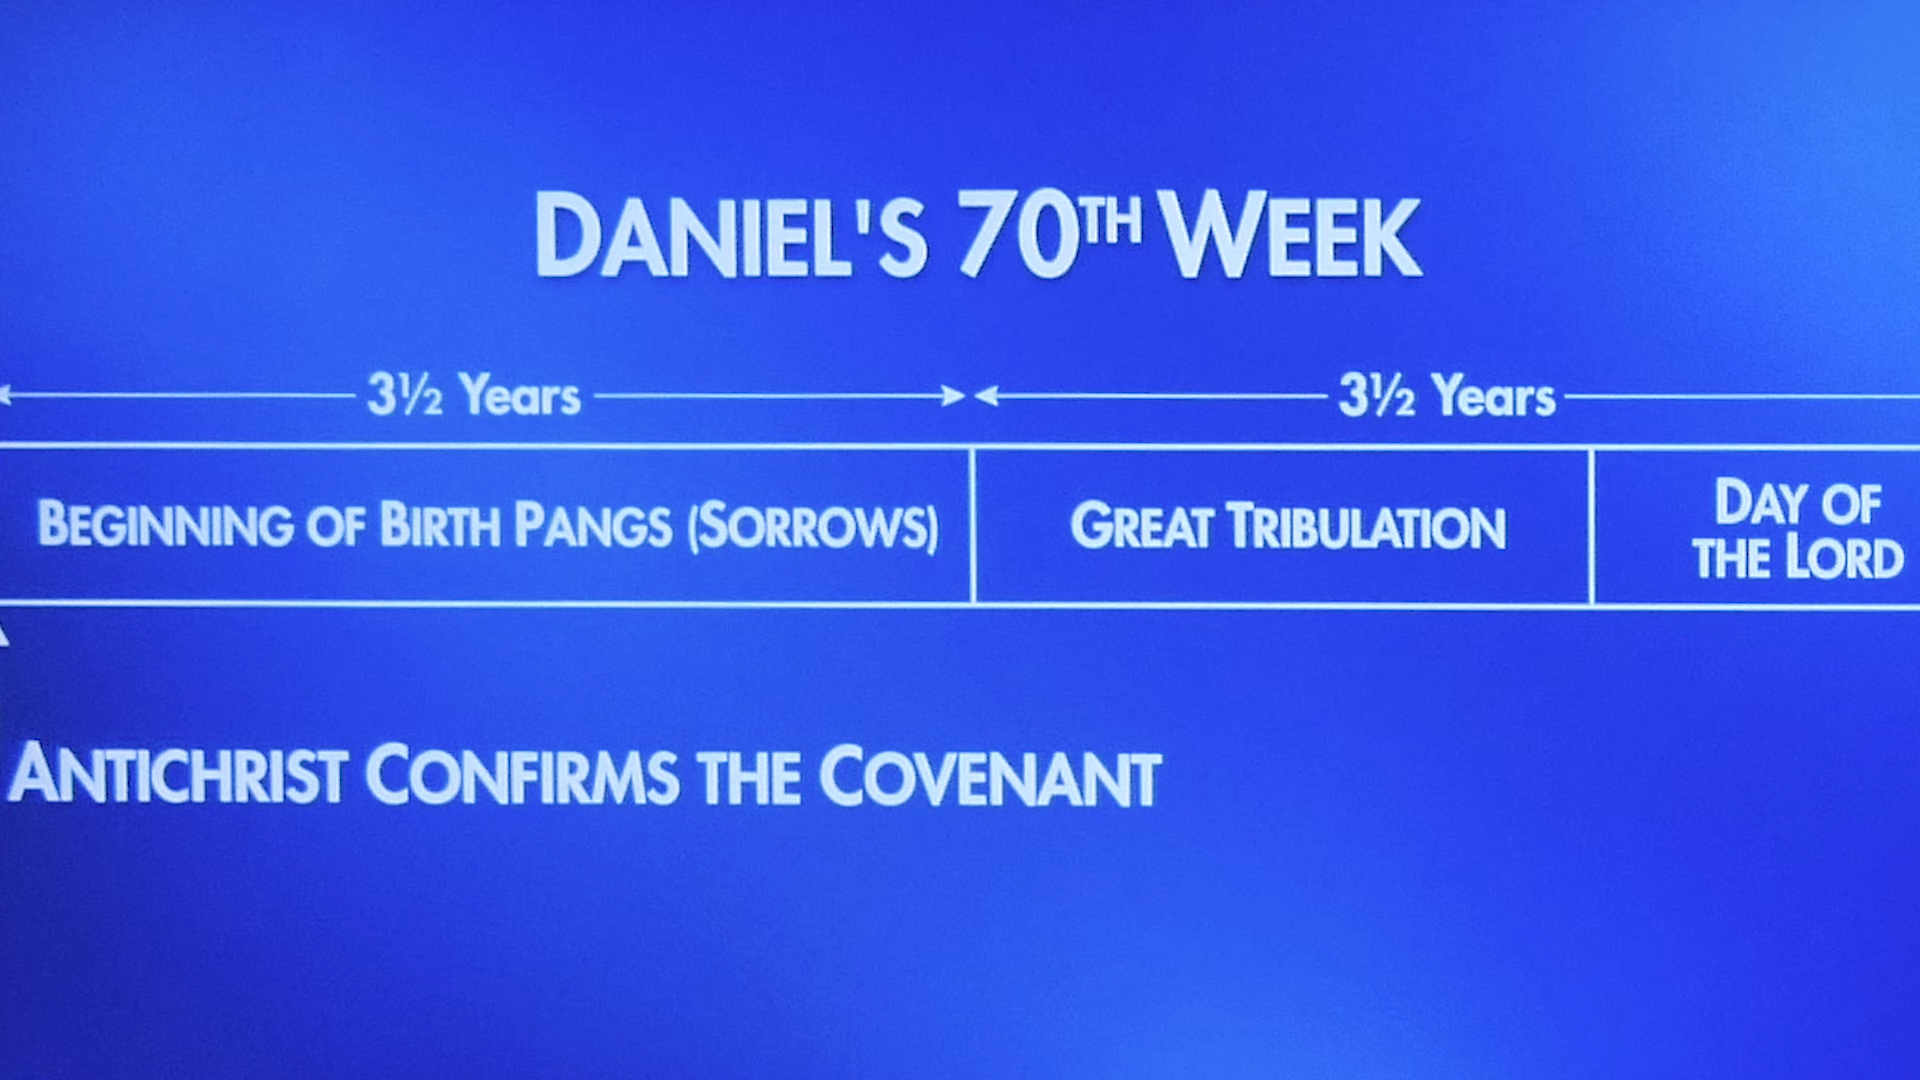 DANIEL'S 70TH WEEK
3½ Years 3½ Years
BEGINNING OF BIRTH PANGS (SORROWS) GREAT TRIBULATION DAY OF
THE LORD
ANTICHRIST CONFIRMS THE COVENANT